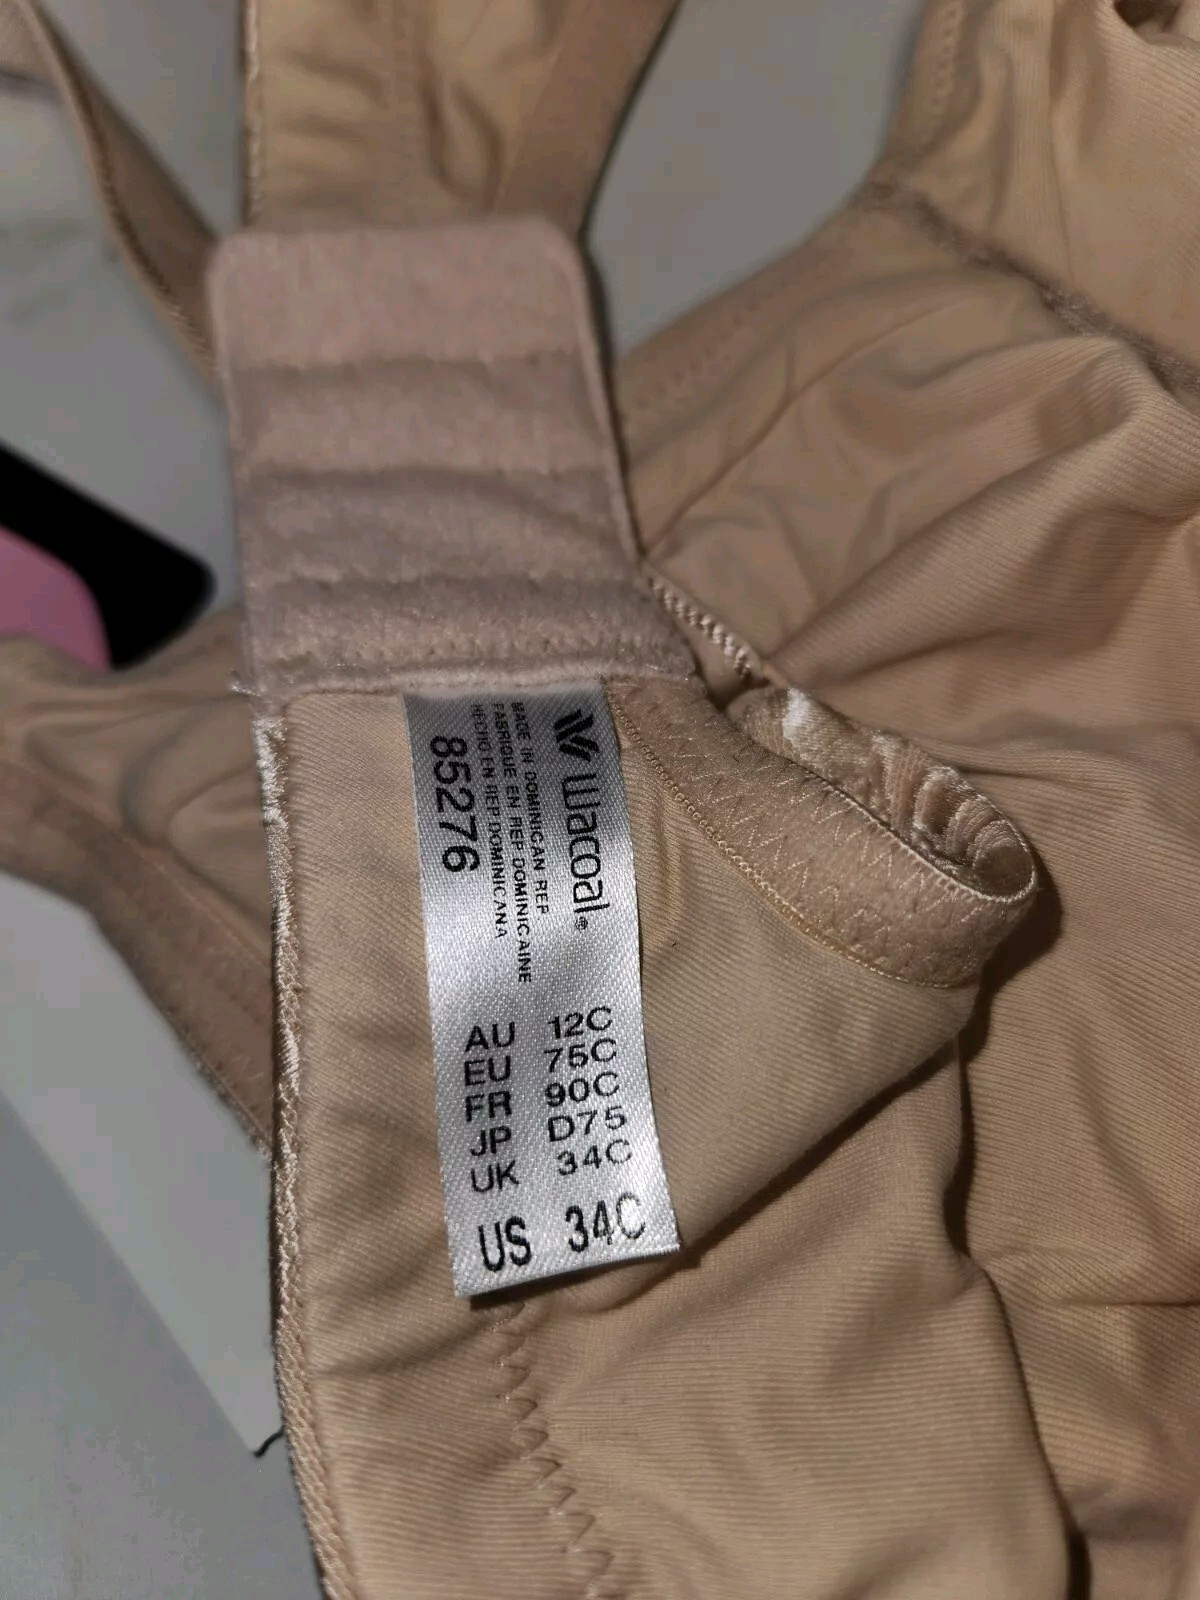 Wacoal®
MADE IN DOMINICAN REP
FABRIQUE EN REP DOMINICAINE
HECHO EN REP DOMINICANA
85276
AU 12C
EU 75C
FR 90C
JP D75
UK 34C
US 34C